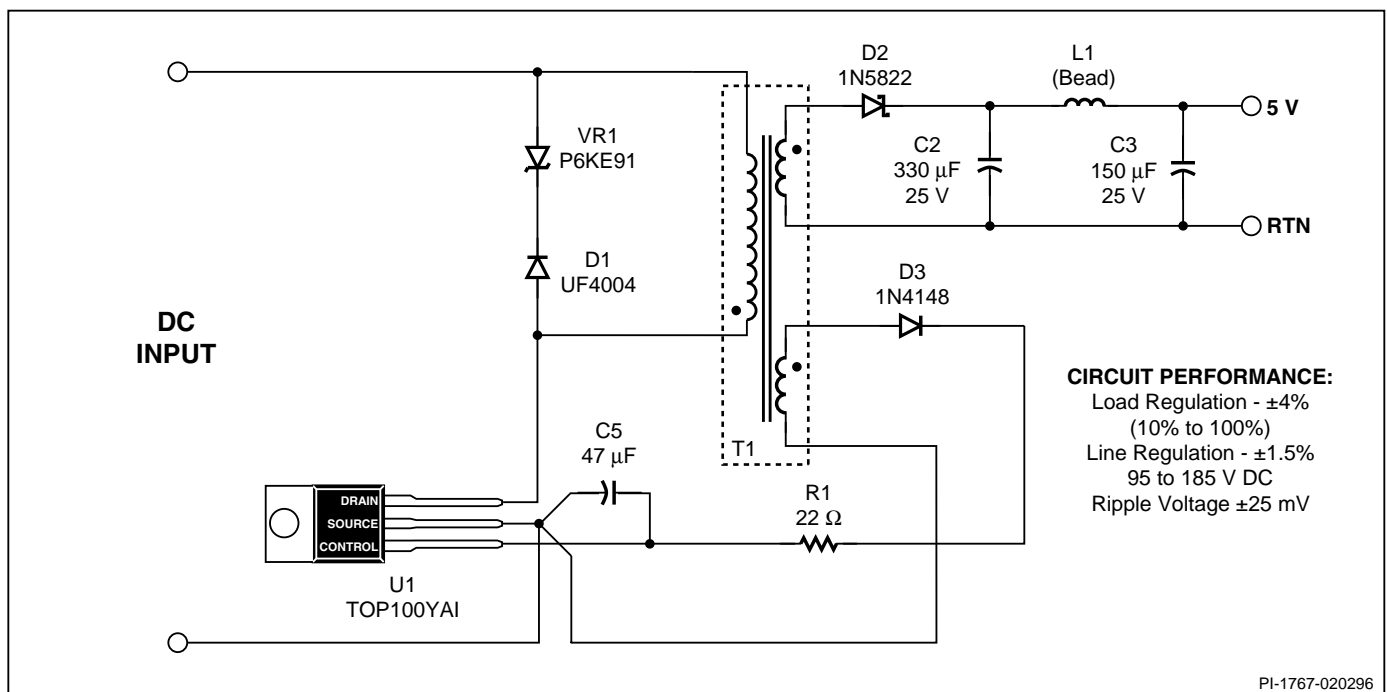 D2
1N5822
L1
(Bead)
5 V
VR1
P6KE91
C2
330 µF
25 V
C3
150 µF
25 V
RTN
D1
UF4004
D3
1N4148
DC
INPUT
CIRCUIT PERFORMANCE:
Load Regulation - ±4%
(10% to 100%)
Line Regulation - ±1.5%
95 to 185 V DC
Ripple Voltage ±25 mV
T1
C5
47 µF
R1
22 Ω
DRAIN
SOURCE
CONTROL
U1
TOP100YAI
PI-1767-020296